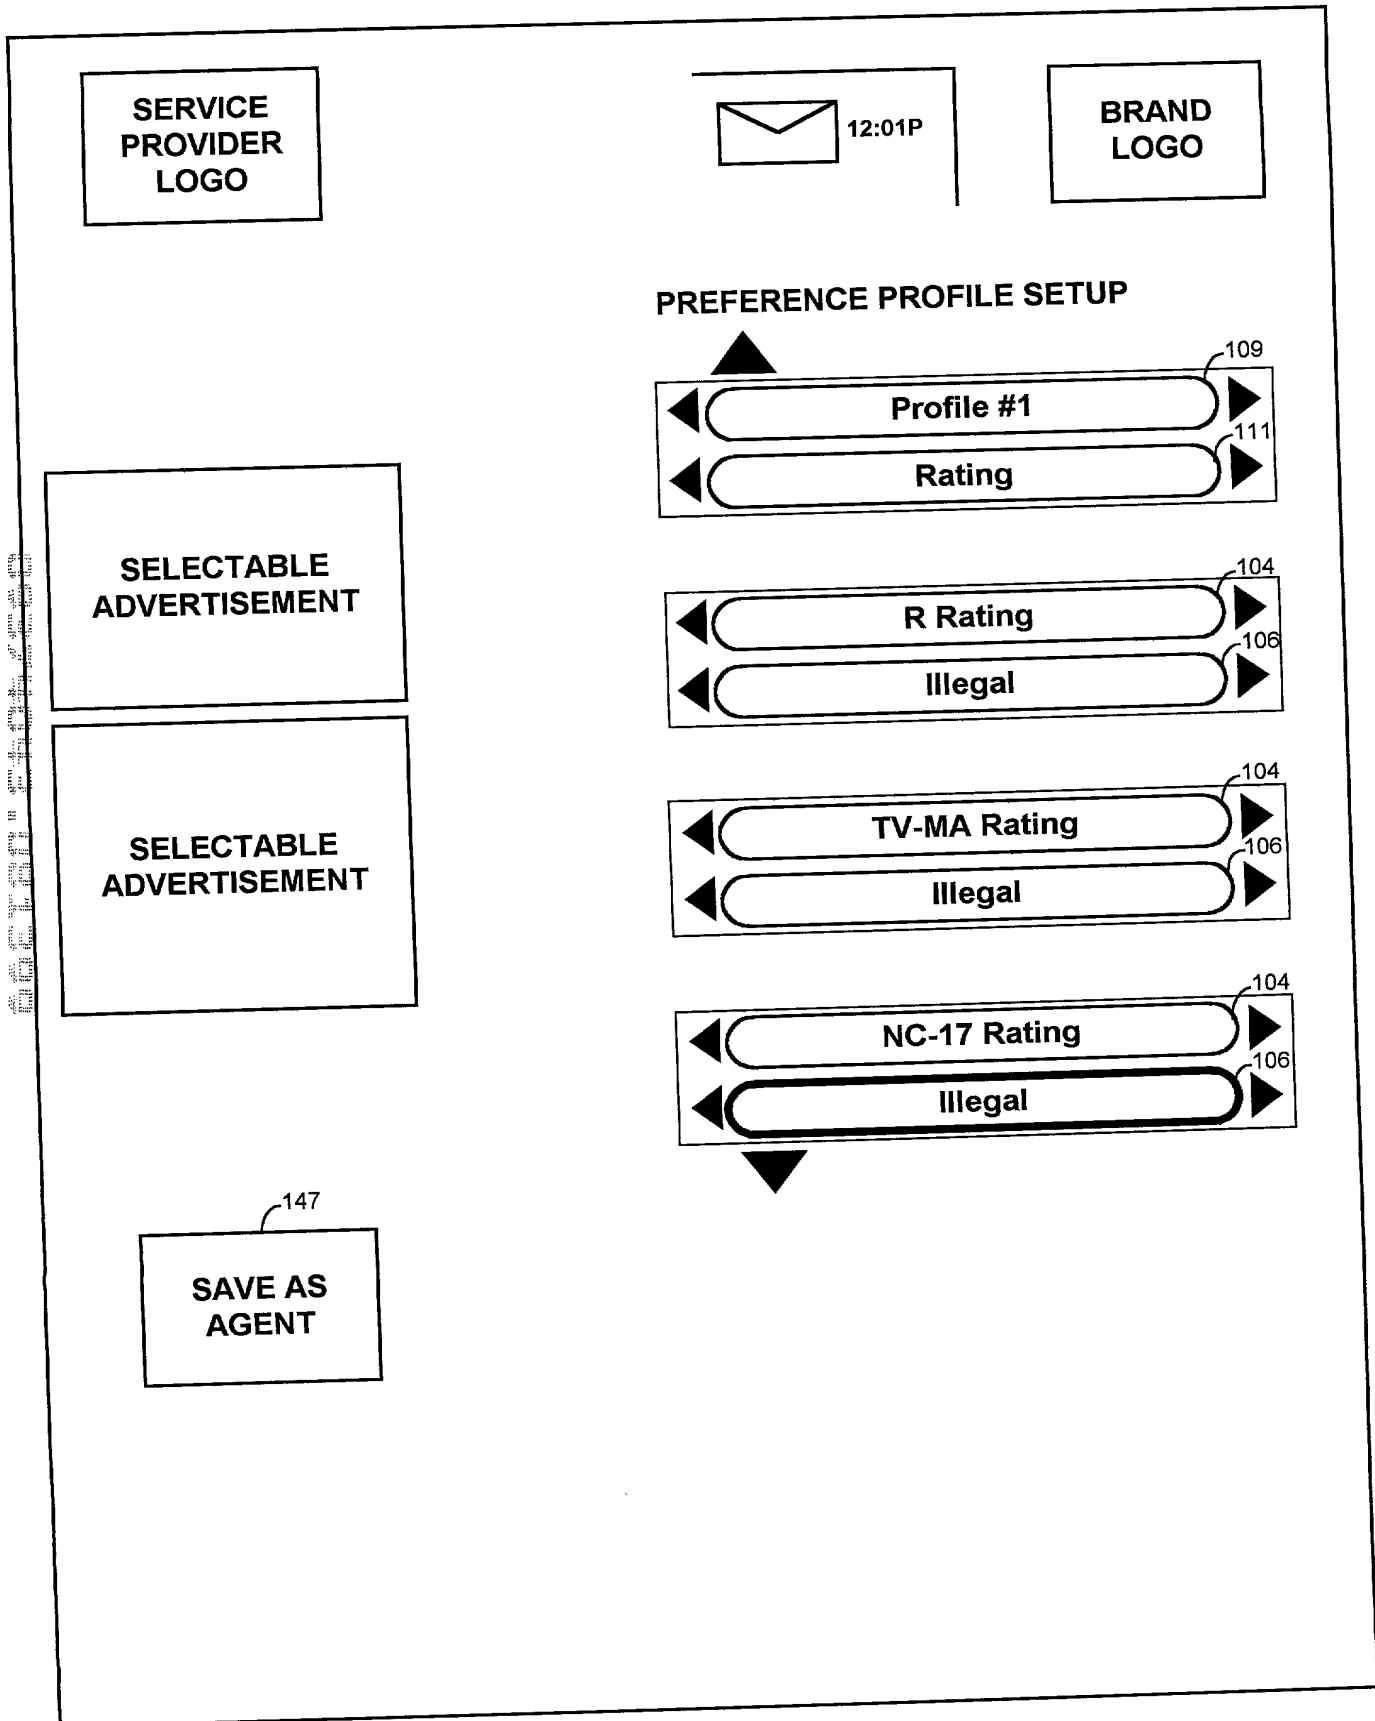 SERVICE
PROVIDER
LOGO
12:01P
BRAND
LOGO
PREFERENCE PROFILE SETUP
109
Profile #1
111
Rating
SELECTABLE
ADVERTISEMENT
104
R Rating
106
Illegal
SELECTABLE
ADVERTISEMENT
104
TV-MA Rating
106
Illegal
104
NC-17 Rating
106
Illegal
147
SAVE AS
AGENT